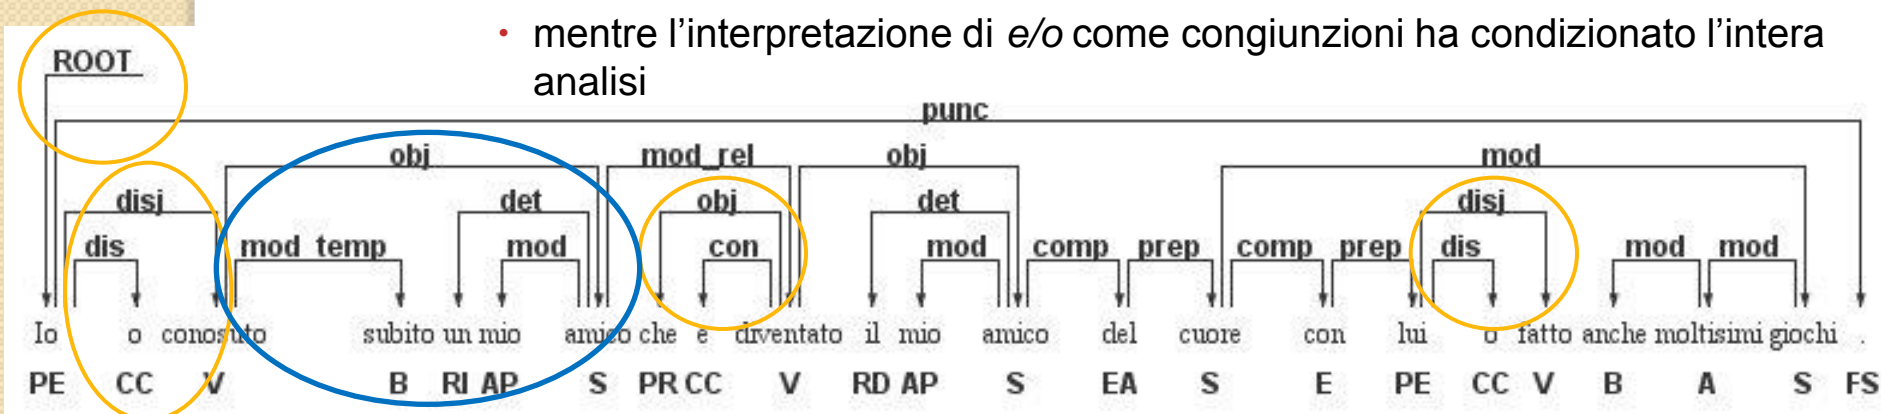 • mentre l'interpretazione di e/o come congiunzioni ha condizionato l'intera
analisi
ROOT
punc
obj mod_rel obj mod
disj det obj det disj
dis mod_temp mod con mod comp prep comp prep dis mod mod
Io o conosuto subito un mio amico che e diventato il mio amico del cuore con lui o fatto anche moltisimi giochi .
PE CC V B RI AP S PR CC V RD AP S EA S E PE CC V B A S FS